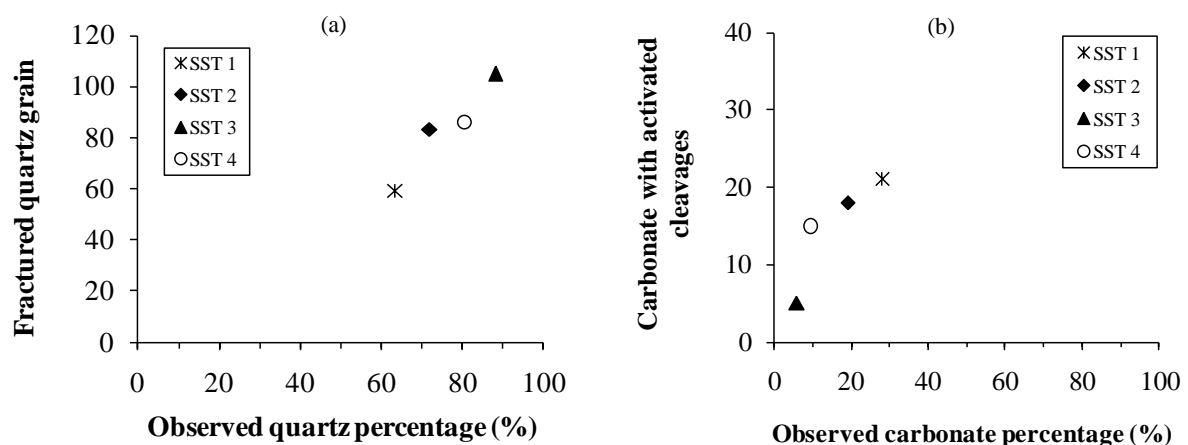 (a)
Fractured quartz grain
120
100
80
60
40
20
0
SST 1
SST 2
SST 3
SST 4
0 20 40 60 80 100
Observed quartz percentage (%)
(b)
Carbonate with activated
cleavages
40
30
20
10
0
SST 1
SST 2
SST 3
SST 4
0 20 40 60 80 100
Observed carbonate percentage (%)